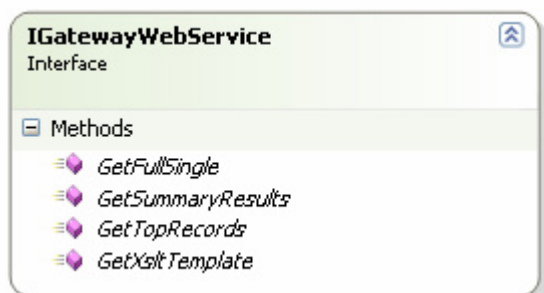 IGatewayWebService
Interface
Methods
GetFullSingle
GetSummaryResults
GetTopRecords
GetXsltTemplate